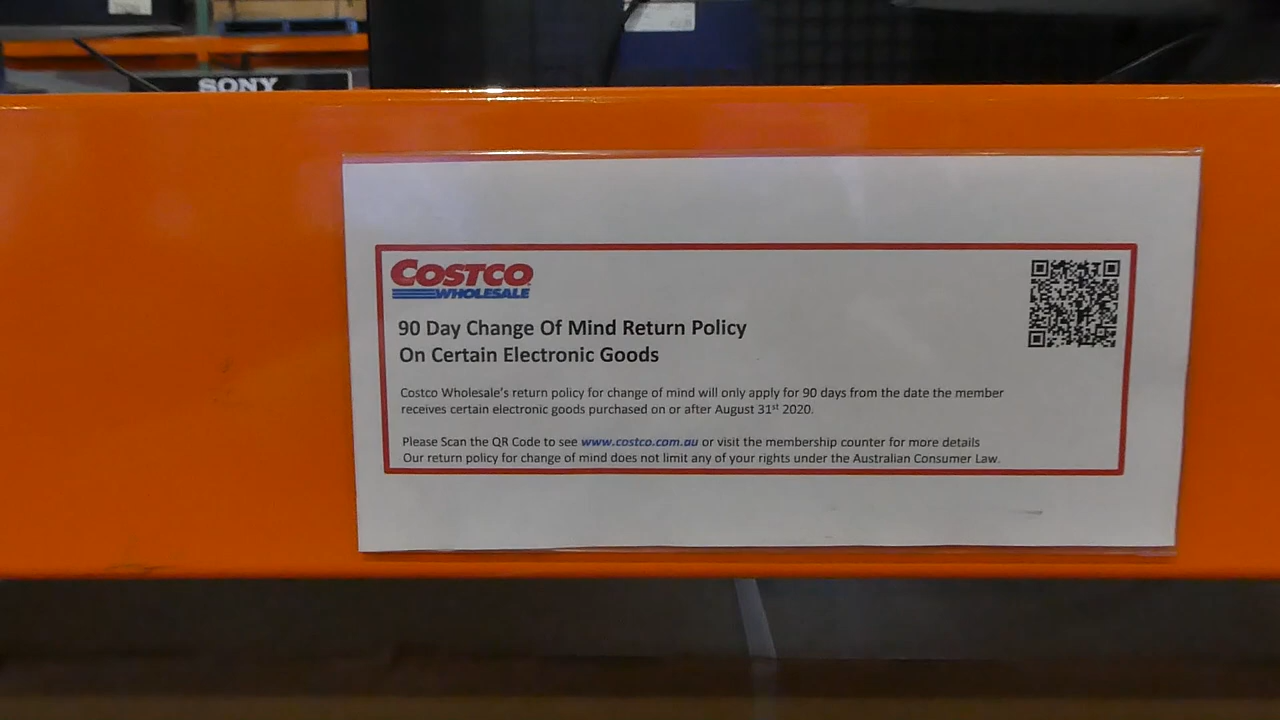 SONY
COSTCO
WHOLESALE
90 Day Change Of Mind Return Policy
On Certain Electronic Goods
Costco Wholesale's return policy for change of mind will only apply for 90 days from the date the member
receives certain electronic goods purchased on or after August 31st 2020.
Please Scan the QR Code to see www.costco.com.au or visit the membership counter for more details
Our return policy for change of mind does not limit any of your rights under the Australian Consumer Law.